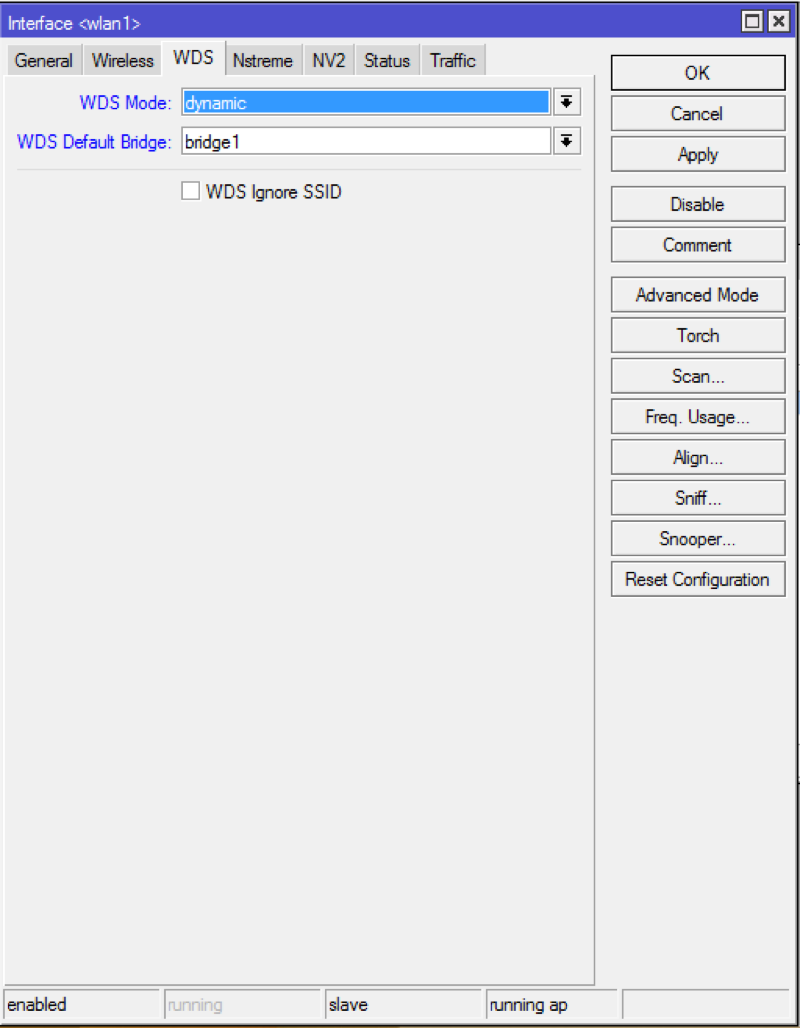 Interface <wlan1>
General Wireless WDS Nstreme NV2 Status Traffic
WDS Mode: dynamic
WDS Default Bridge: bridge1
WDS Ignore SSID
OK
Cancel
Apply
Disable
Comment
Advanced Mode
Torch
Scan...
Freq. Usage...
Align...
Sniff...
Snooper...
Reset Configuration
enabled running slave running ap